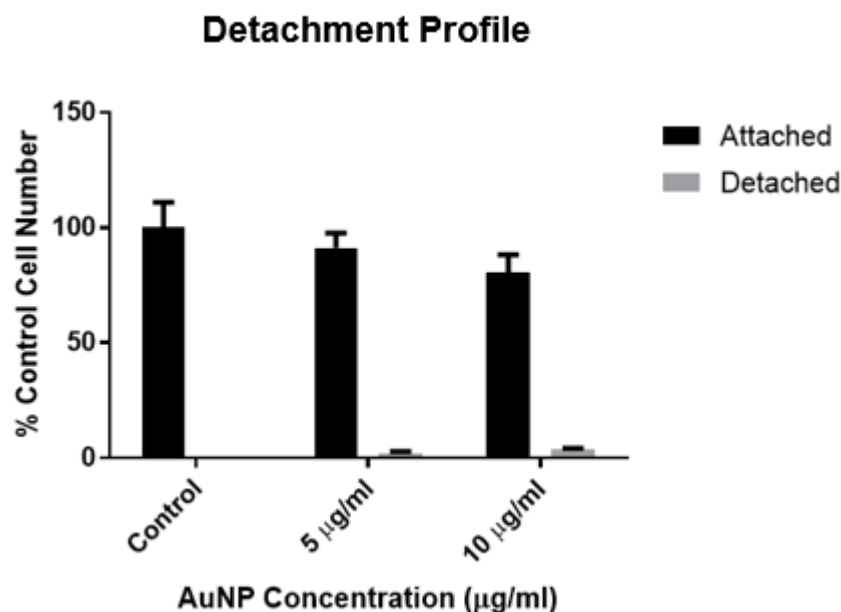 Detachment Profile
150
100
50
0
% Control Cell Number
Attached
Detached
Control
5 μg/ml
10 μg/ml
AuNP Concentration (μg/ml)